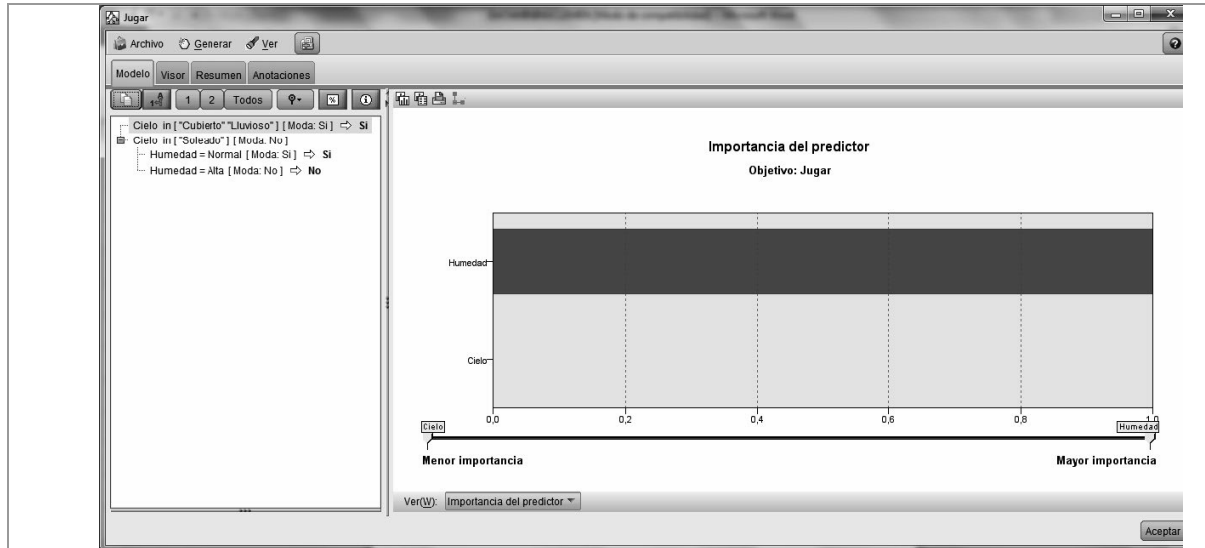 Jugar
Archivo Generar Ver
Modelo Visor Resumen Anotaciones
1 2 Todos %
Cielo in [ "Cubierto" "Lluvioso" ] [ Moda: Si ] ⇨ Si
Cielo in [ "Soleado" ] [ Moda: No ]
Humedad = Normal [ Moda: Si ] ⇨ Si
Humedad = Alta [ Moda: No ] ⇨ No
Importancia del predictor
Objetivo: Jugar
Humedad
Cielo
0,0 0,2 0,4 0,6 0,8 1,0
Cielo Humedad
Menor importancia Mayor importancia
Ver(W): Importancia del predictor
Aceptar